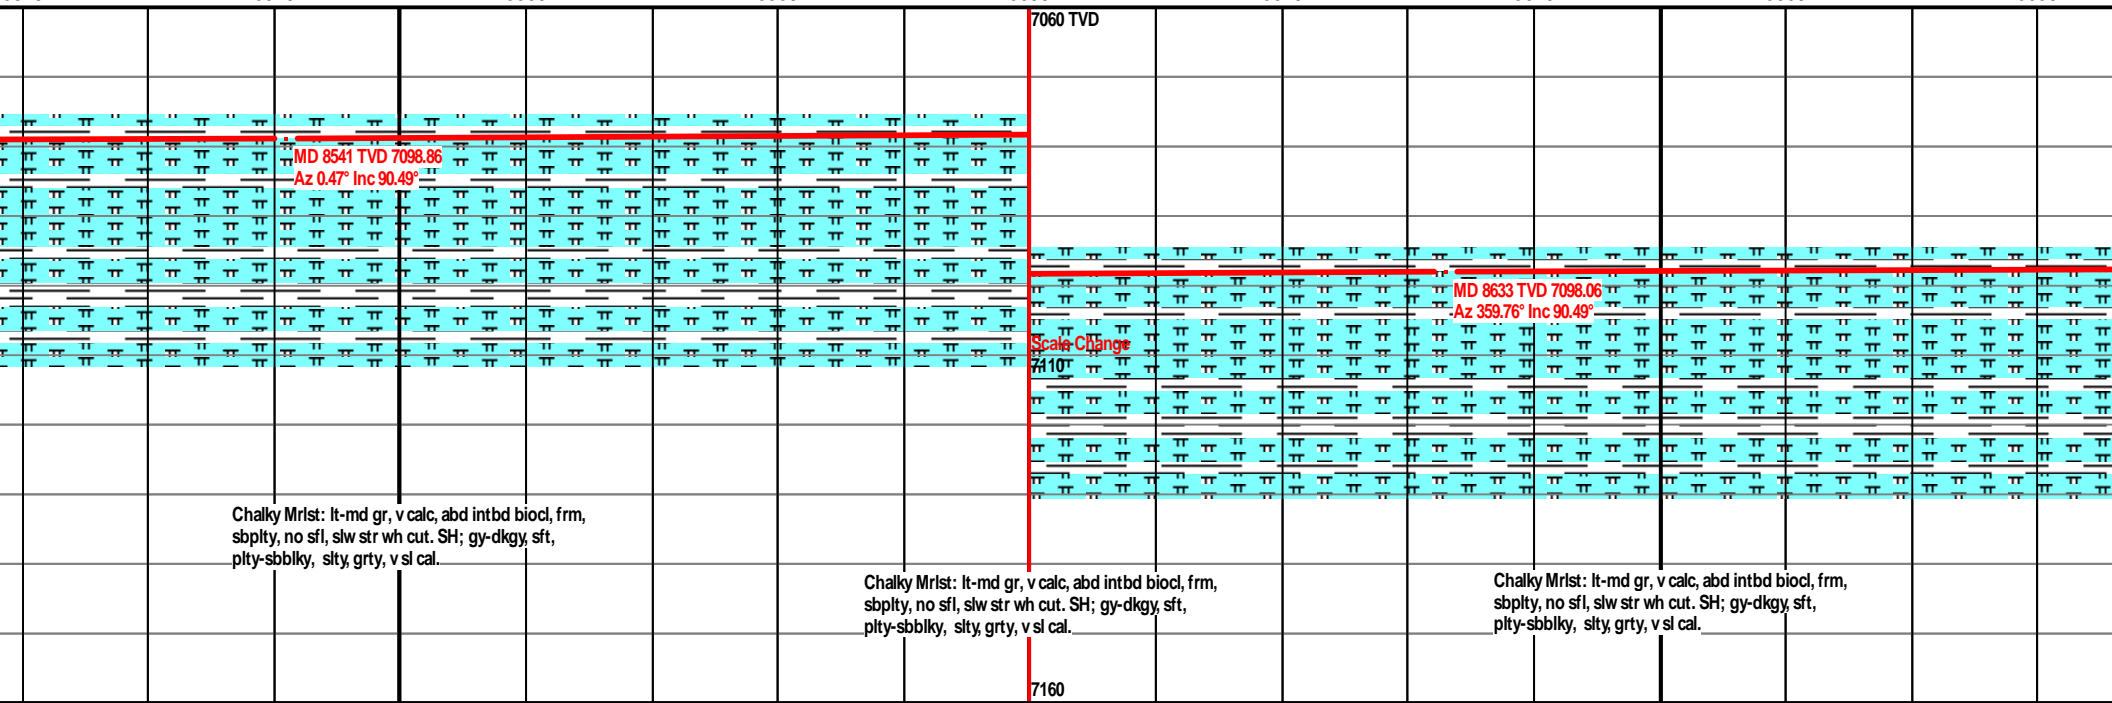 7060 TVD
MD 8541 TVD 7098.86
Az 0.47° Inc 90.49°
MD 8633 TVD 7098.06
Az 359.76° Inc 90.49°
Scale Change
7110
Chalky Mrlst: lt-md gr, v calc, abd intbd biocl, frm,
sbplty, no sfl, slw str wh cut. SH; gy-dkgy, sft,
plty-sbblky, slty, grty, v sl cal.
Chalky Mrlst: lt-md gr, v calc, abd intbd biocl, frm,
sbplty, no sfl, slw str wh cut. SH; gy-dkgy, sft,
plty-sbblky, slty, grty, v sl cal.
Chalky Mrlst: lt-md gr, v calc, abd intbd biocl, frm,
sbplty, no sfl, slw str wh cut. SH; gy-dkgy, sft,
plty-sbblky, slty, grty, v sl cal.
7160